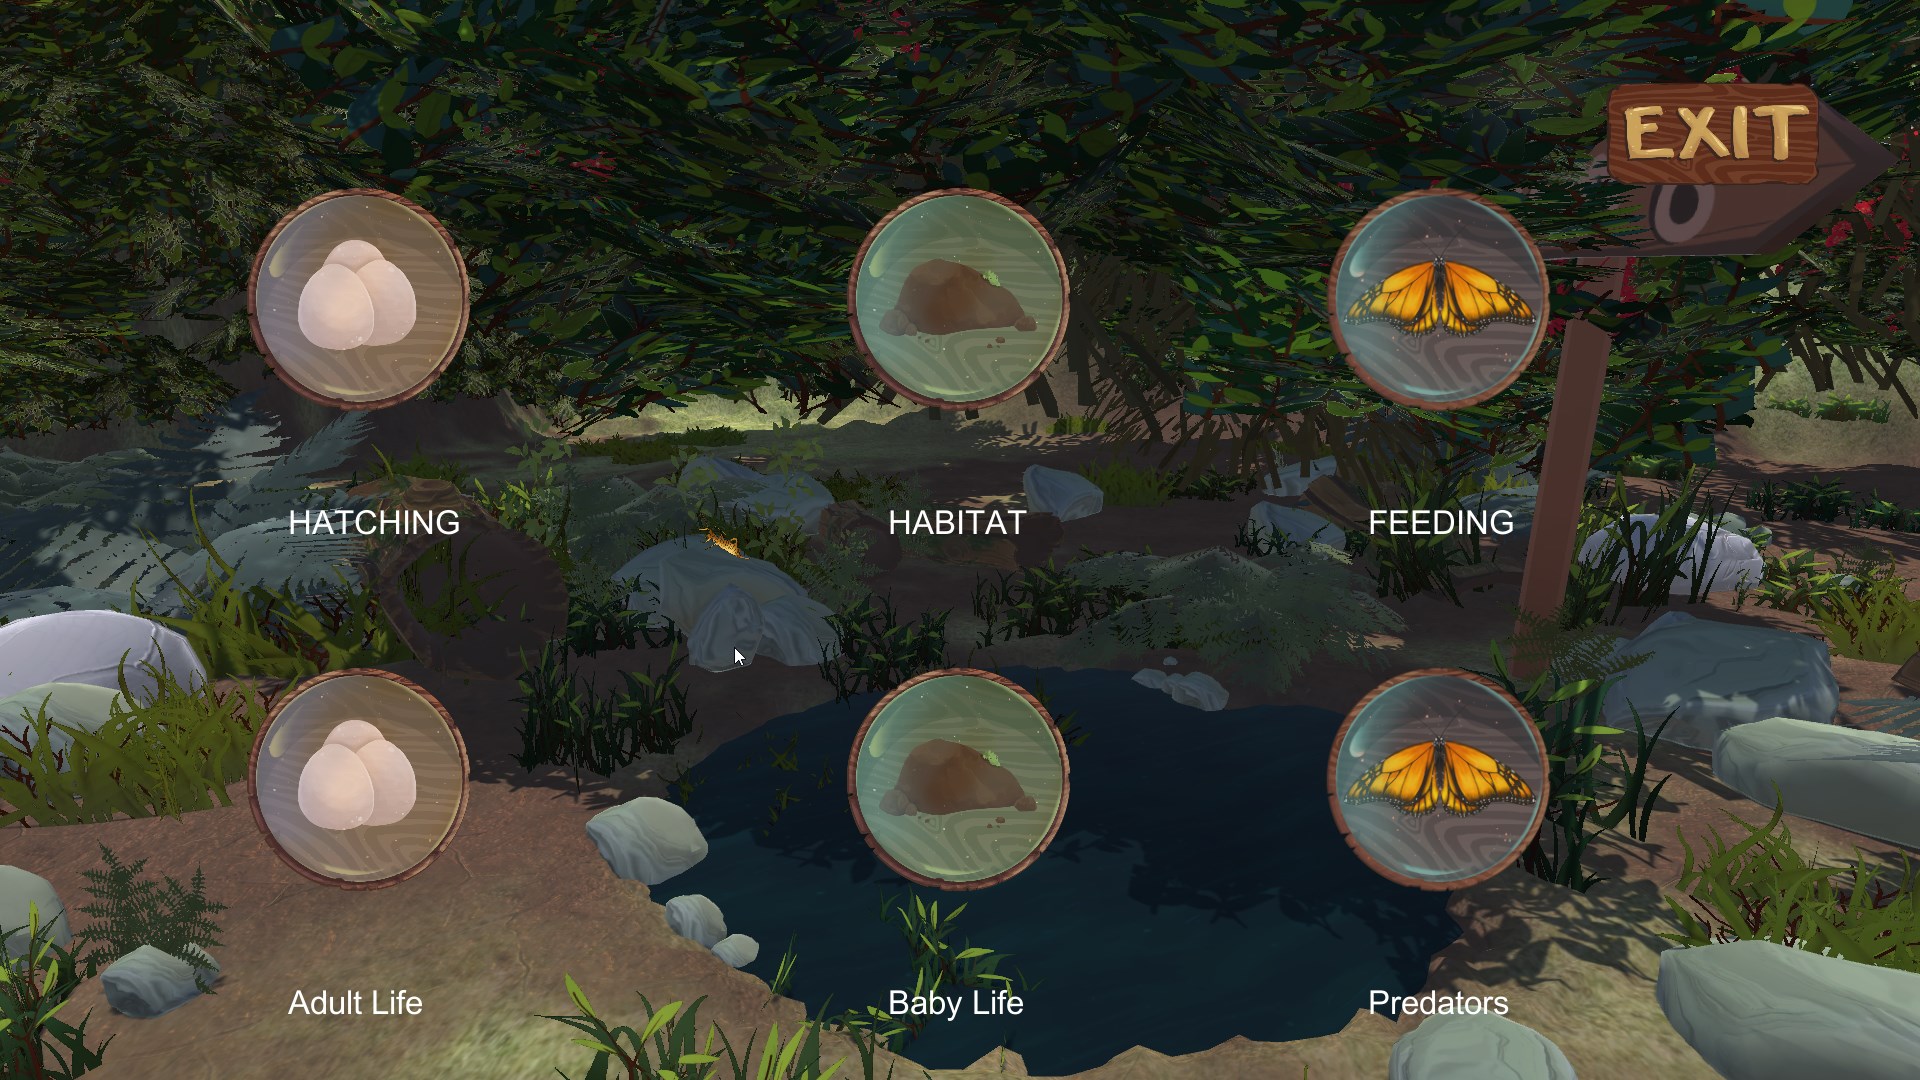 EXIT
HATCHING
HABITAT
FEEDING
Adult Life
Baby Life
Predators